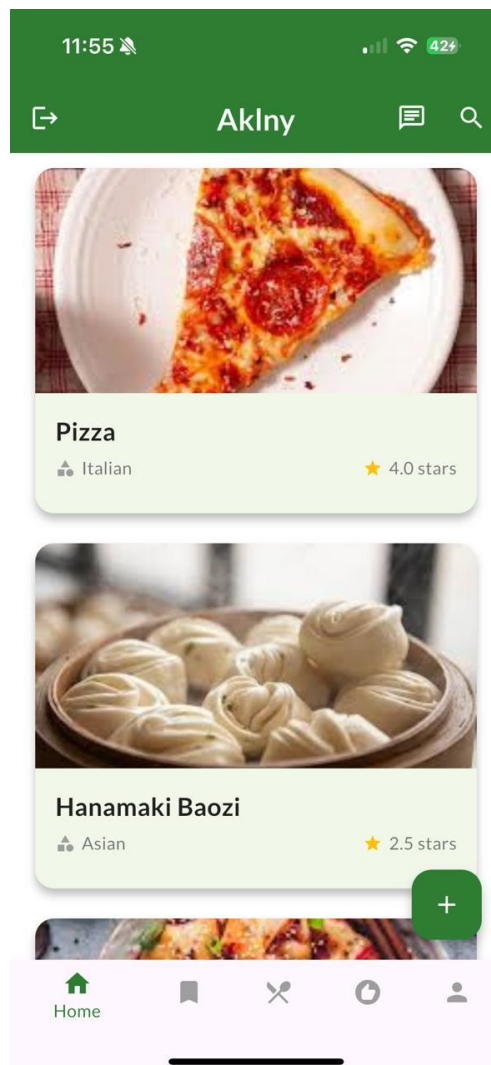 11:55
42
Aklny
Pizza
Italian
4.0 stars
Hanamaki Baozi
Asian
2.5 stars
+
Home